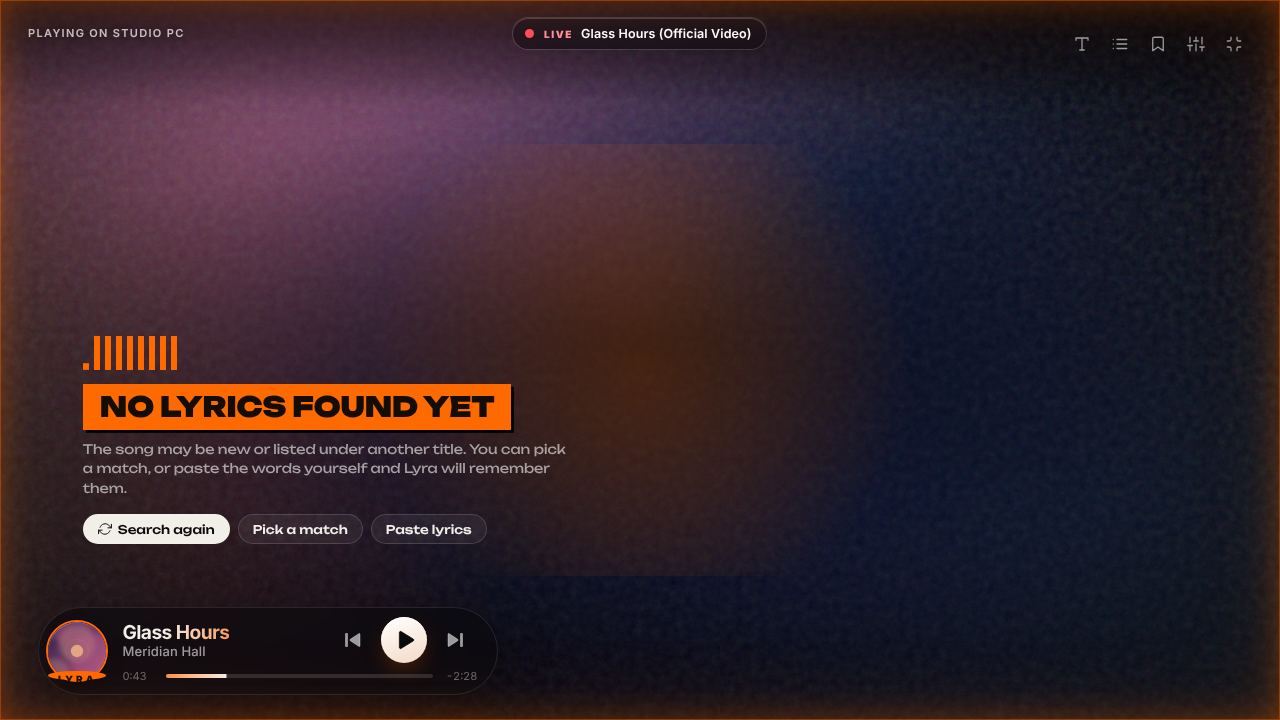 PLAYING ON STUDIO PC
LIVE Glass Hours (Official Video)
NO LYRICS FOUND YET
The song may be new or listed under another title. You can pick
a match, or paste the words yourself and Lyra will remember
them.
Search again
Pick a match
Paste lyrics
Glass Hours
Meridian Hall
LYRA
0:43
-2:28